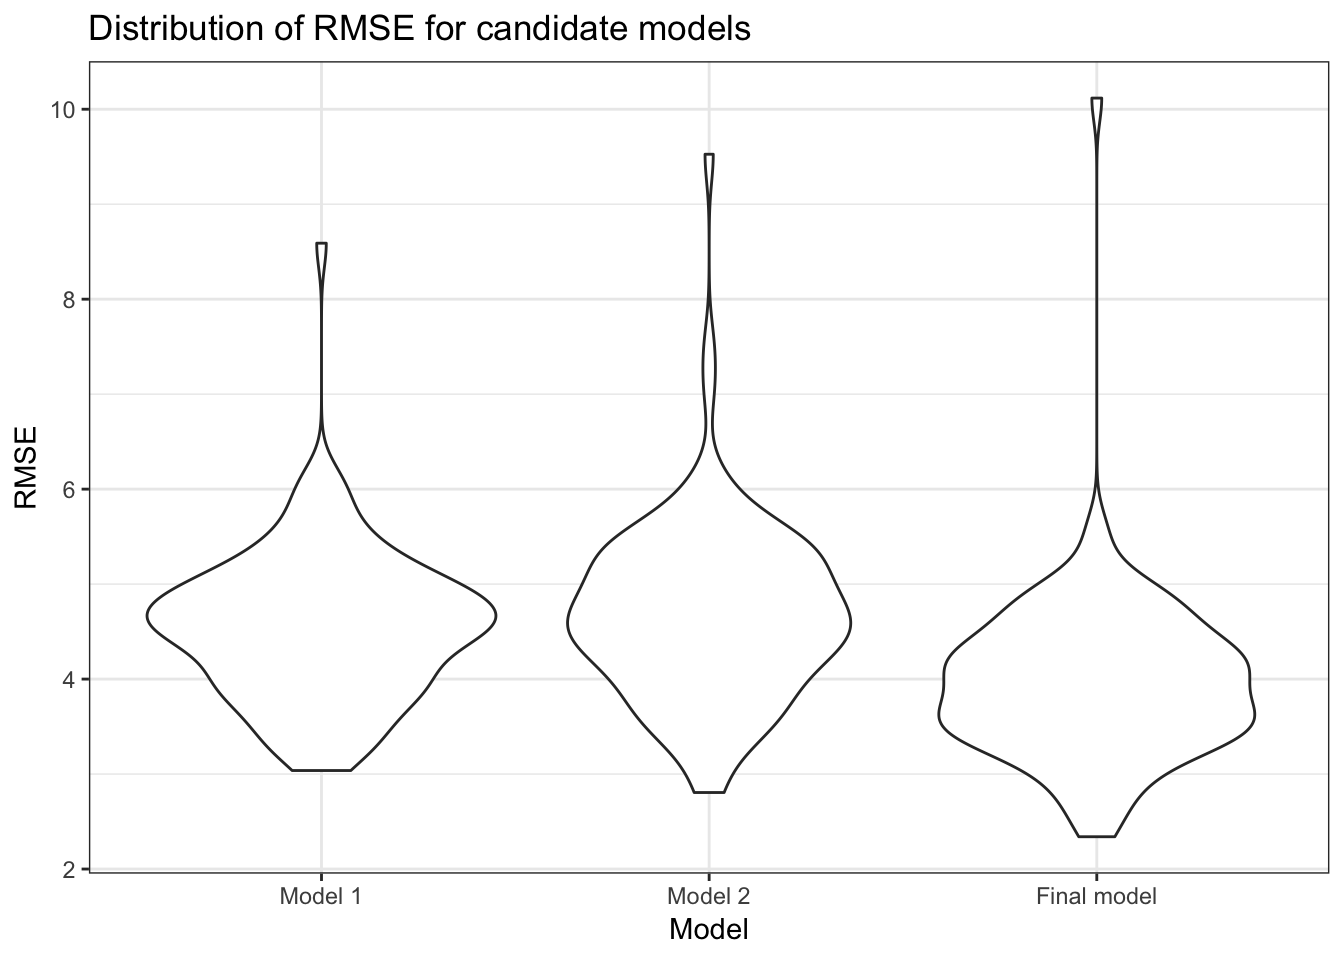 Distribution of RMSE for candidate models
10
8
6
4
2
RMSE
Model 1
Model 2
Final model
Model